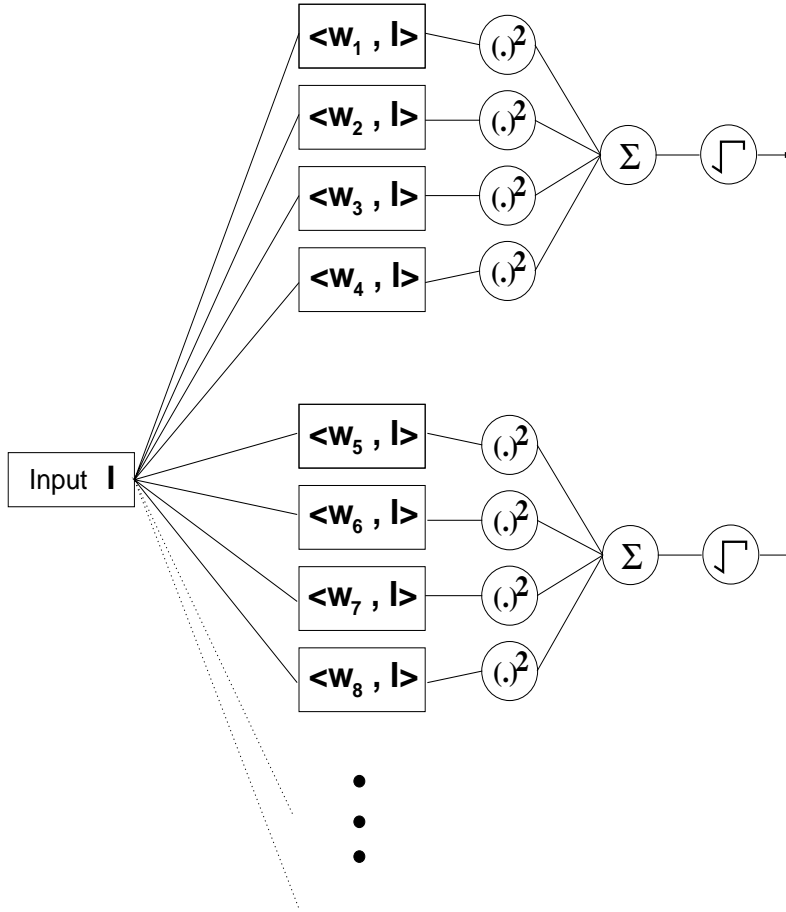 <w₁ , I> (.)²
<w₂ , I> (.)²
Σ √
<w₃ , I> (.)²
<w₄ , I> (.)²
<w₅ , I> (.)²
Input I
<w₆ , I> (.)²
Σ √
<w₇ , I> (.)²
<w₈ , I> (.)²